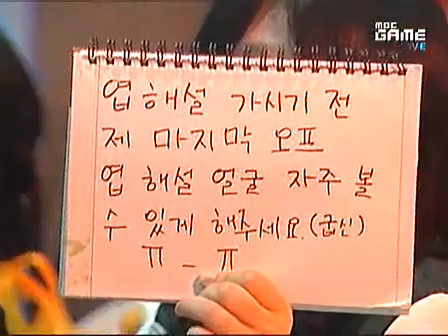 mbc
GAME
LIVE
엽해설 가시기 전
제 마지막 오프
엽 해설 얼굴 자주 볼
수 있게 해주세요.(굽신)
ㅠ_ㅠ